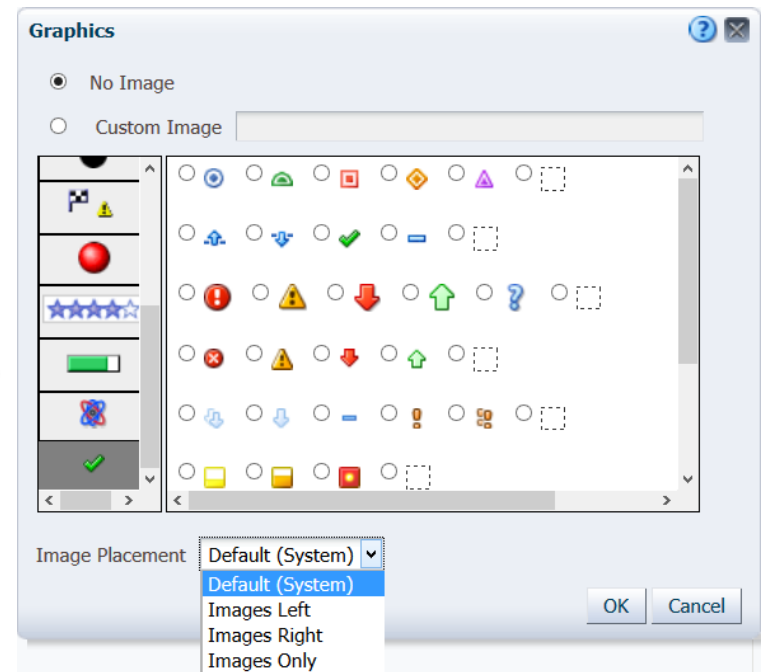 Graphics
No Image
Custom Image
Image Placement Default (System)
Default (System)
Images Left
Images Right
Images Only
OK Cancel